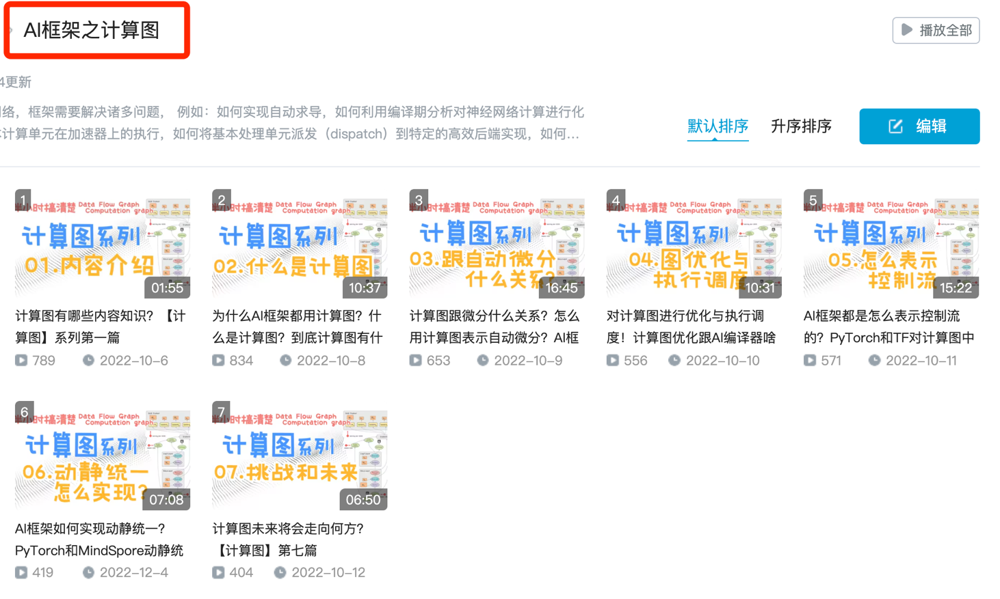 AI框架之计算图
播放全部
4更新
络，框架需要解决诸多问题， 例如：如何实现自动求导，如何利用编译期分析对神经网络计算进行化
计算单元在加速器上的执行，如何将基本处理单元派发（dispatch）到特定的高效后端实现，如何...
默认排序 升序排序
编辑
1
半小时搞清楚 Data Flow Graph
Computation graph
计算图系列
01.内容介绍
01:55
计算图有哪些内容知识？【计
算图】系列第一篇
789 2022-10-6
2
半小时搞清楚 Data Flow Graph
Computation graph
计算图系列
02.什么是计算图
10:37
为什么AI框架都用计算图？什
么是计算图？到底计算图有什
834 2022-10-8
3
半小时搞清楚 Data Flow Graph
Computation graph
计算图系列
03.跟自动微分
什么关系?
16:45
计算图跟微分什么关系？怎么
用计算图表示自动微分？AI框
653 2022-10-9
4
半小时搞清楚 Data Flow Graph
Computation graph
计算图系列
04.图优化与
执行调度
10:31
对计算图进行优化与执行调
度！计算图优化跟AI编译器啥
556 2022-10-10
5
半小时搞清楚 Data Flow Graph
Computation graph
计算图系列
05.怎么表示
控制流
15:22
AI框架都是怎么表示控制流
的？PyTorch和TF对计算图中
571 2022-10-11
6
半小时搞清楚 Data Flow Graph
Computation graph
计算图系列
06.动静统一
怎么实现?
07:08
AI框架如何实现动静统一？
PyTorch和MindSpore动静统
419 2022-12-4
7
半小时搞清楚 Data Flow Graph
Computation graph
计算图系列
07.挑战和未来
06:50
计算图未来将会走向何方？
【计算图】第七篇
404 2022-10-12